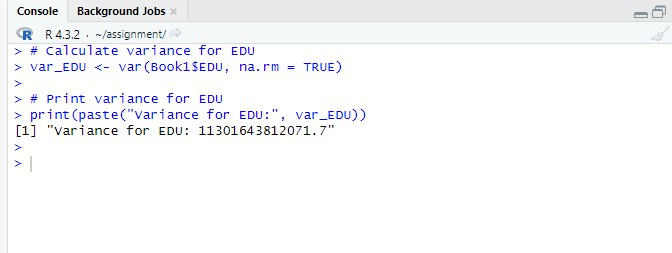 Console Background Jobs ×
R 4.3.2 · ~/assignment/
> # Calculate variance for EDU
> var_EDU <- var(Book1$EDU, na.rm = TRUE)
>
> # Print variance for EDU
> print(paste("Variance for EDU:", var_EDU))
[1] "Variance for EDU: 11301643812071.7"
>
>